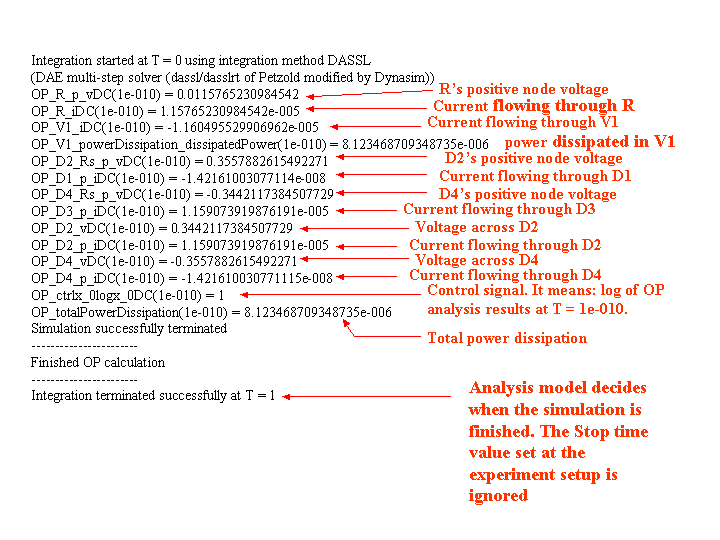 Integration started at T = 0 using integration method DASSL
(DAE multi-step solver (dassl/dasslrt of Petzold modified by Dynasim))
OP_R_p_vDC(1e-010) = 0.0115765230984542 R's positive node voltage
OP_R_iDC(1e-010) = 1.15765230984542e-005 Current flowing through R
OP_V1_iDC(1e-010) = -1.160495529906962e-005 Current flowing through V1
OP_V1_powerDissipation_dissipatedPower(1e-010) = 8.123468709348735e-006 power dissipated in V1
OP_D2_Rs_p_vDC(1e-010) = 0.3557882615492271 D2's positive node voltage
OP_D1_p_iDC(1e-010) = -1.42161003077114e-008 Current flowing through D1
OP_D4_Rs_p_vDC(1e-010) = -0.3442117384507729 D4's positive node voltage
OP_D3_p_iDC(1e-010) = 1.159073919876191e-005 Current flowing through D3
OP_D2_vDC(1e-010) = 0.3442117384507729 Voltage across D2
OP_D2_p_iDC(1e-010) = 1.159073919876191e-005 Current flowing through D2
OP_D4_vDC(1e-010) = -0.3557882615492271 Voltage across D4
OP_D4_p_iDC(1e-010) = -1.421610030771115e-008 Current flowing through D4
OP_ctrlx_0logx_0DC(1e-010) = 1 Control signal. It means: log of OP
analysis results at T = 1e-010.
OP_totalPowerDissipation(1e-010) = 8.123468709348735e-006
Simulation successfully terminated
Total power dissipation
-----------------------
Finished OP calculation
-----------------------
Integration terminated successfully at T = 1
Analysis model decides
when the simulation is
finished. The Stop time
value set at the
experiment setup is
ignored